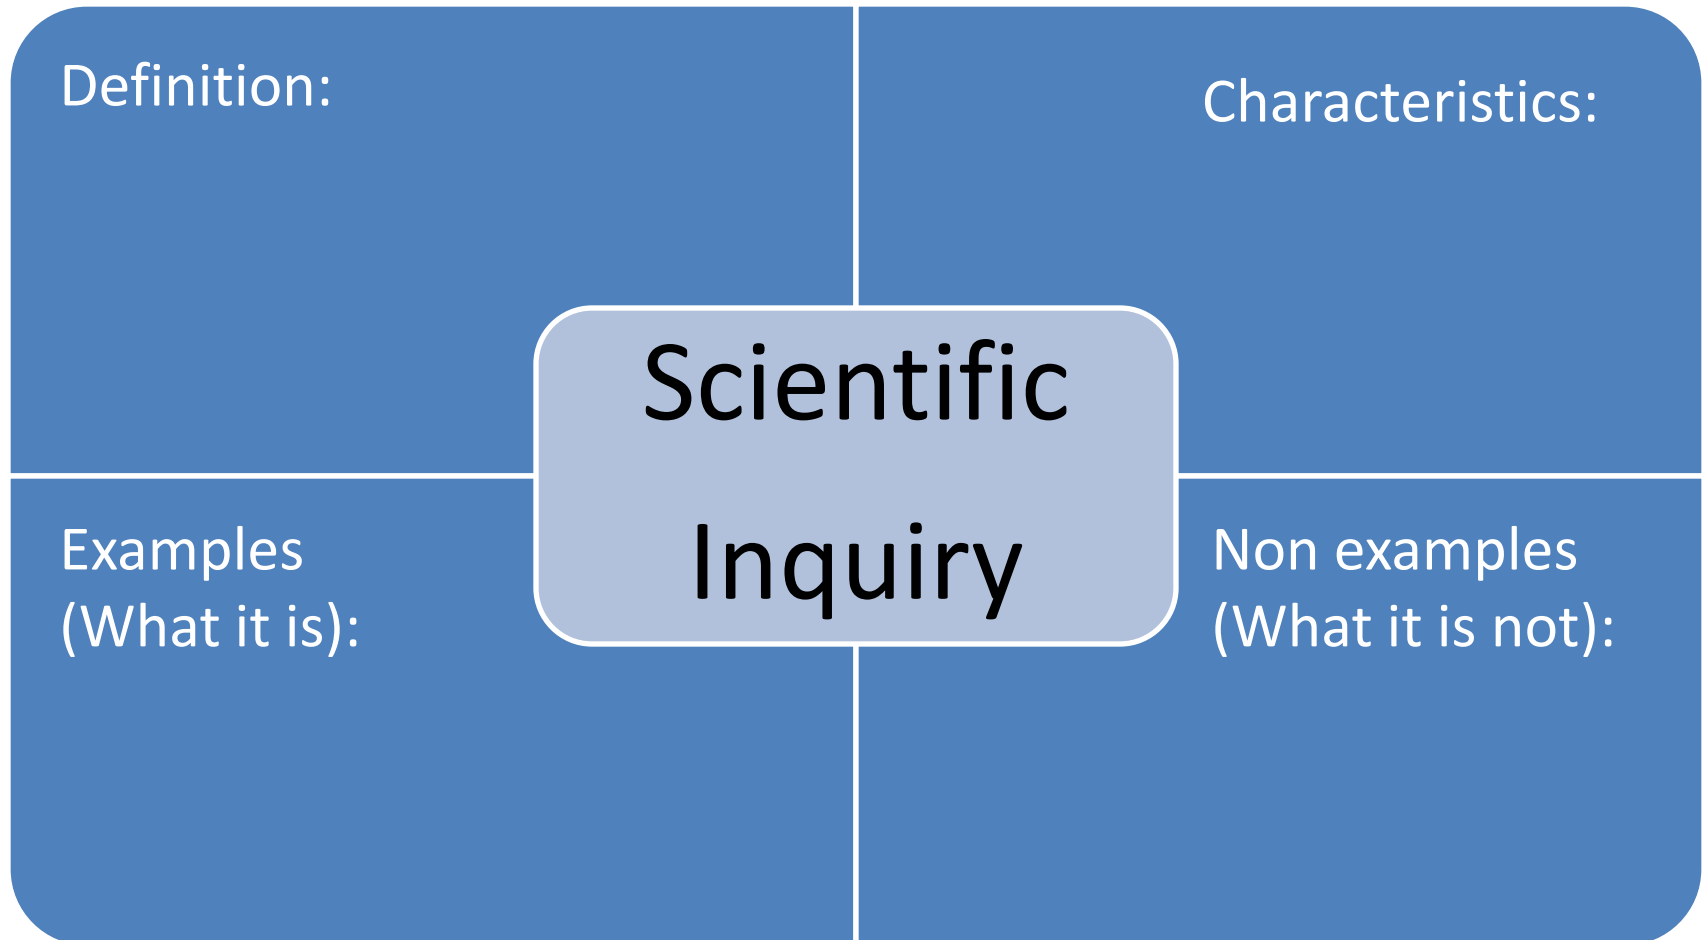 Definition:
Characteristics:
Scientific
Inquiry
Examples
(What it is):
Non examples
(What it is not):